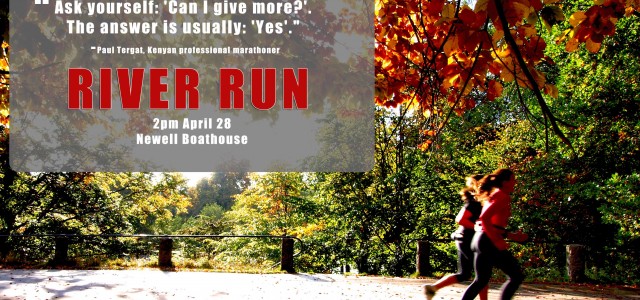 "Ask yourself: 'Can I give more?'.
The answer is usually: 'Yes'."
-Paul Tergat, Kenyan professional marathoner
RIVER RUN
2pm April 28
Newell Boathouse